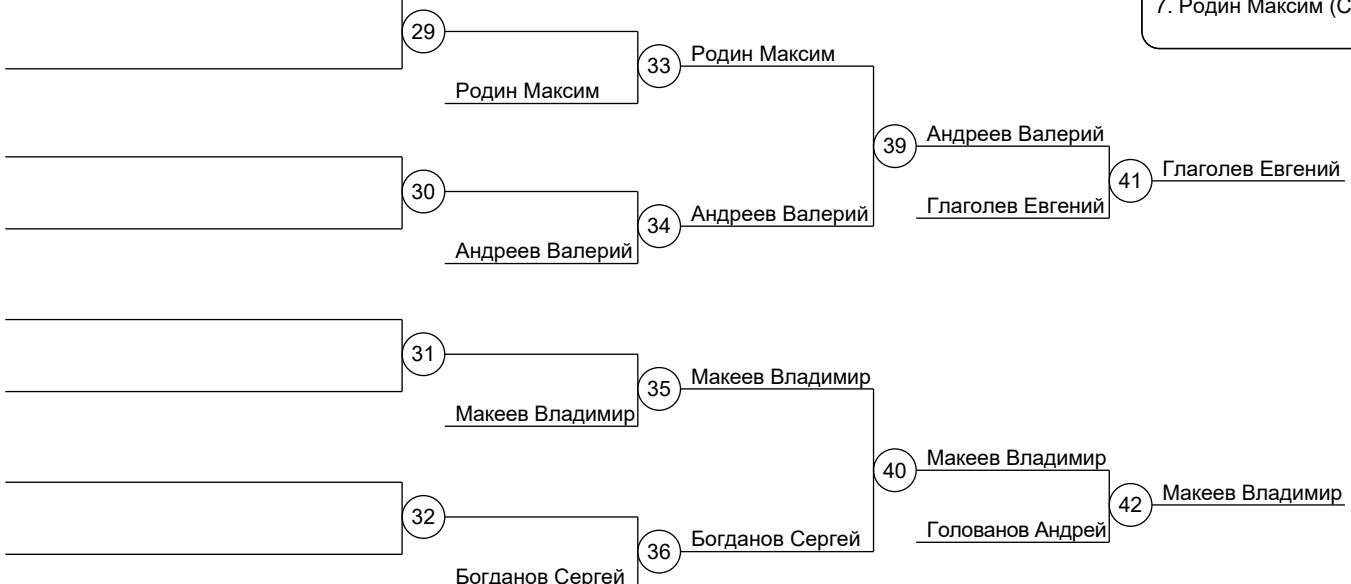 7. Родин Максим (С
29
33
Родин Максим
Родин Максим
39
Андреев Валерий
41
Глаголев Евгений
30
34
Андреев Валерий
Глаголев Евгений
Андреев Валерий
31
35
Макеев Владимир
Макеев Владимир
40
Макеев Владимир
42
Макеев Владимир
32
36
Богданов Сергей
Голованов Андрей
Богданов Сергей